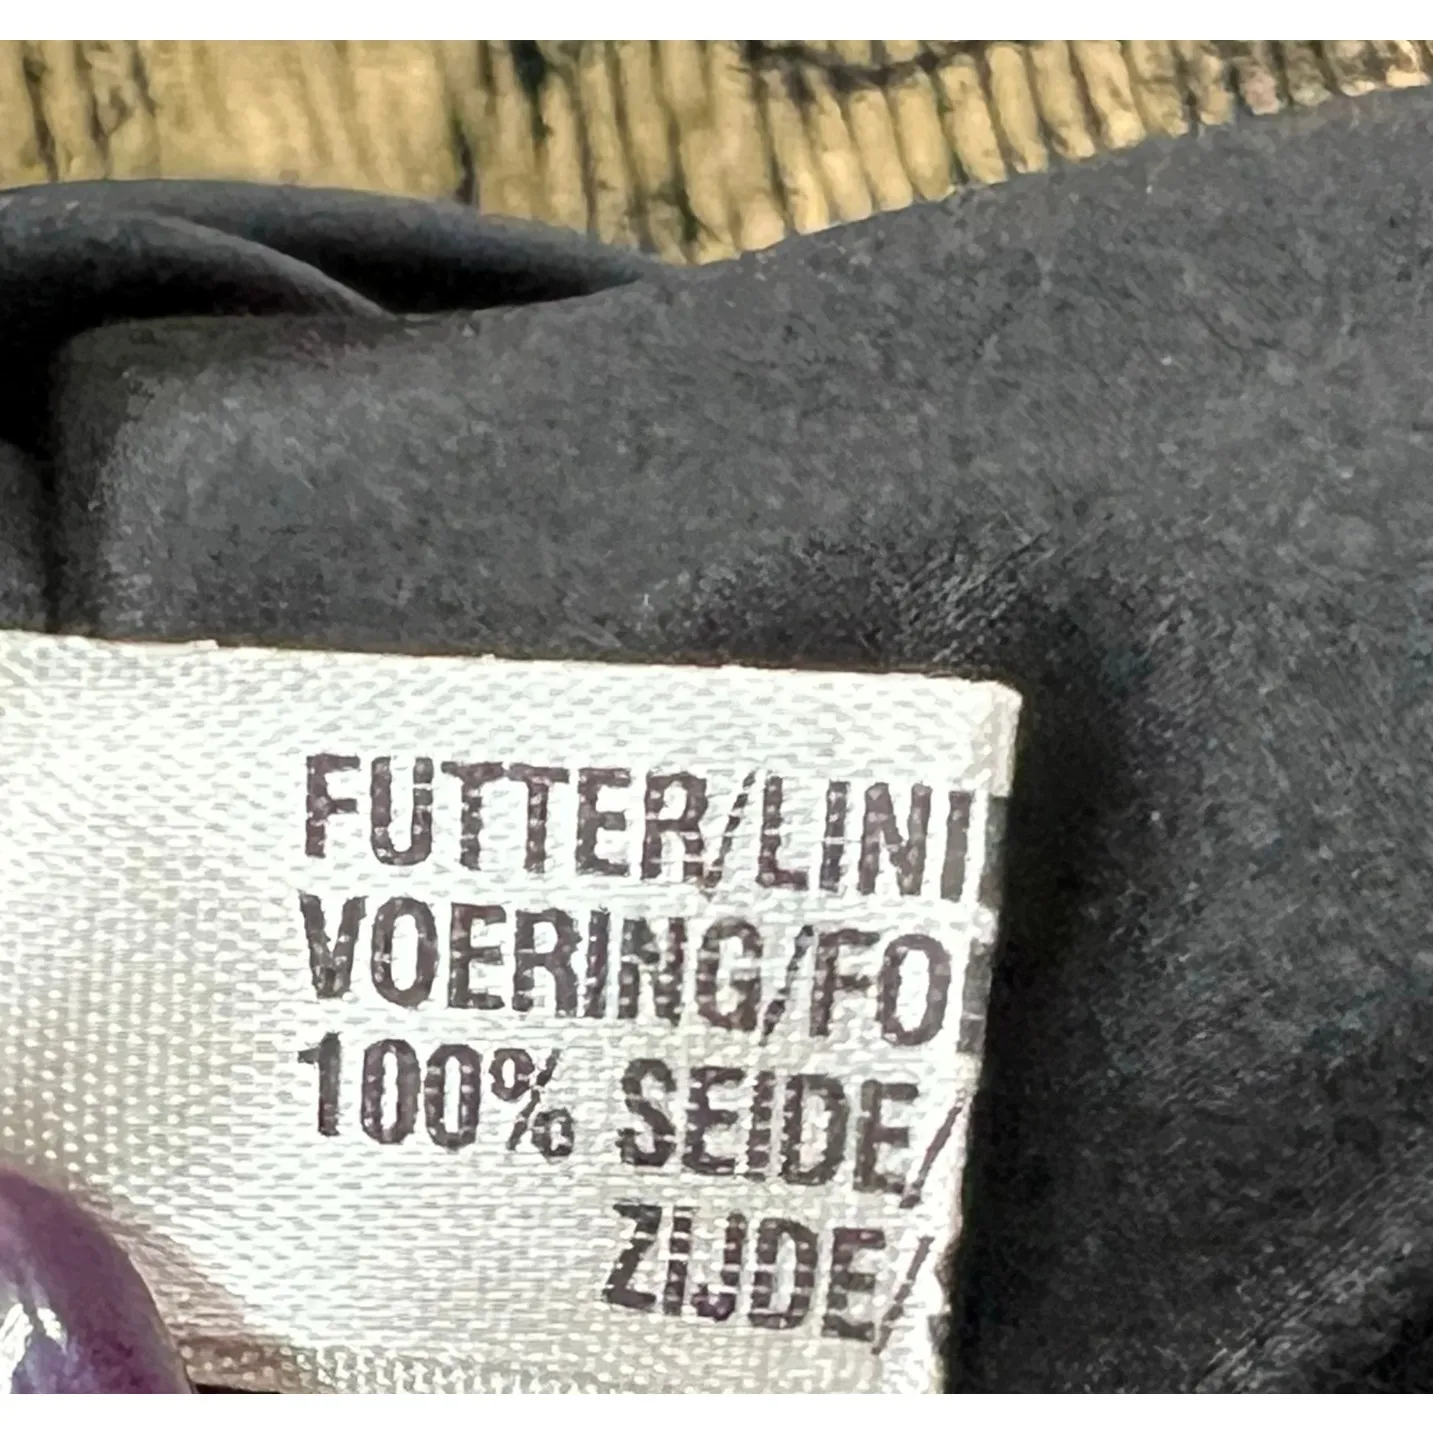 FUTTER/LINI
VOERING/FO
100% SEIDE/
ZIJDE/